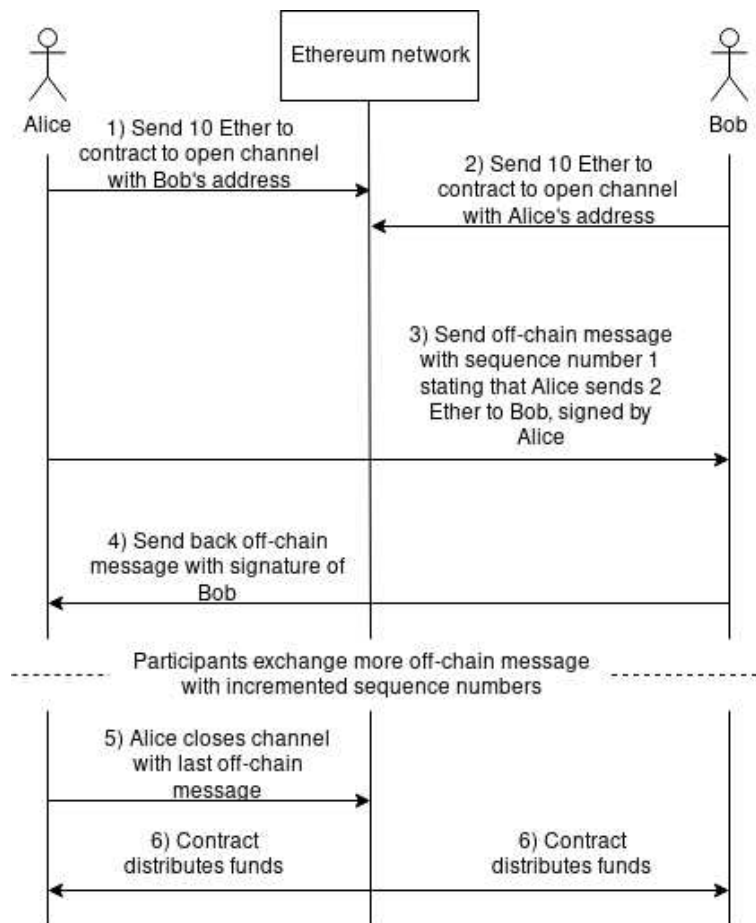 Ethereum network
Alice
Bob
1) Send 10 Ether to
contract to open channel
with Bob's address
2) Send 10 Ether to
contract to open channel
with Alice's address
3) Send off-chain message
with sequence number 1
stating that Alice sends 2
Ether to Bob, signed by
Alice
4) Send back off-chain
message with signature of
Bob
Participants exchange more off-chain message
with incremented sequence numbers
5) Alice closes channel
with last off-chain
message
6) Contract
distributes funds
6) Contract
distributes funds